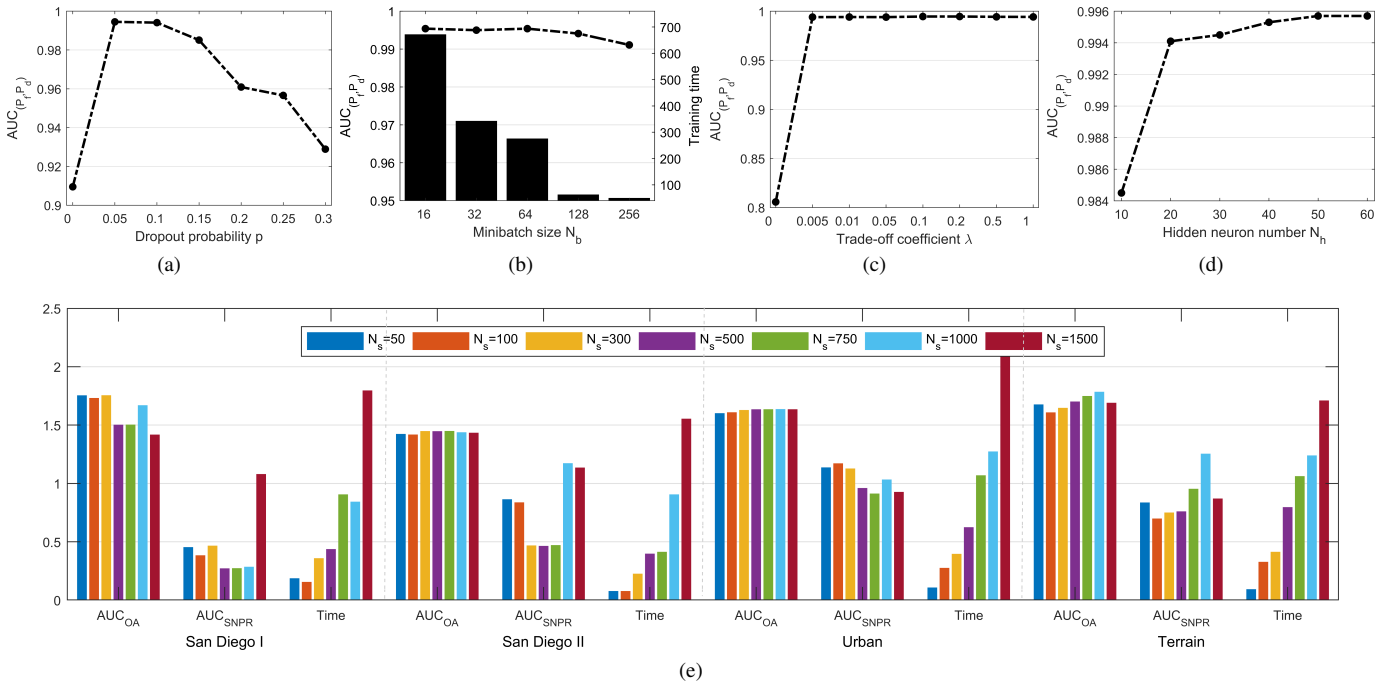 1
0.98
0.96
0.94
0.92
0.9
AUC(Pf,Pd)
0 0.05 0.1 0.15 0.2 0.25 0.3
Dropout probability p
(a)
1
0.99
0.98
0.97
0.96
0.95
AUC(Pf,Pd)
700
600
500
400
300
200
100
Training time
16 32 64 128 256
Minibatch size Nb
(b)
1
0.95
0.9
0.85
0.8
AUC(Pf,Pd)
0 0.005 0.01 0.05 0.1 0.2 0.5 1
Trade-off coefficient λ
(c)
0.996
0.994
0.992
0.99
0.988
0.986
0.984
AUC(Pf,Pd)
10 20 30 40 50 60
Hidden neuron number Nh
(d)
2.5
2
1.5
1
0.5
0
Ns=50 Ns=100 Ns=300 Ns=500 Ns=750 Ns=1000 Ns=1500
AUCOA AUCSNPR Time AUCOA AUCSNPR Time AUCOA AUCSNPR Time AUCOA AUCSNPR Time
San Diego I San Diego II Urban Terrain
(e)